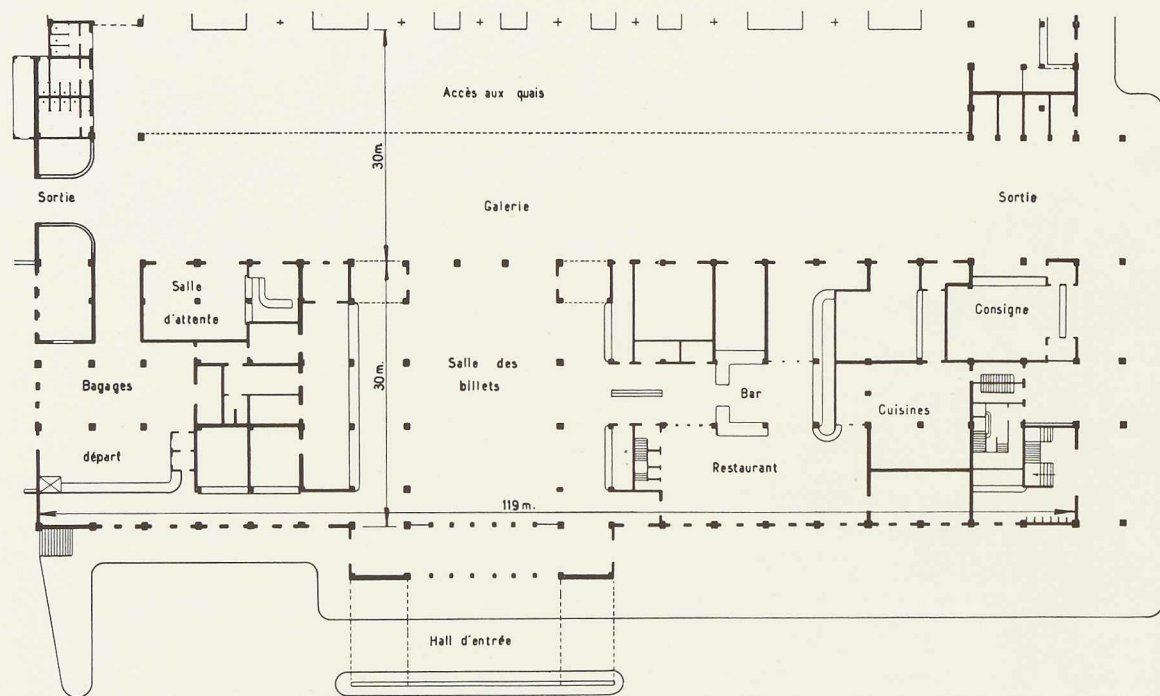 Accès aux quais
30m.
Sortie
Galerie
Sortie
Salle
d'attente
Consigne
30m.
Bagages
Salle des
billets
Bar
Cuisines
départ
Restaurant
119m.
Hall d'entrée